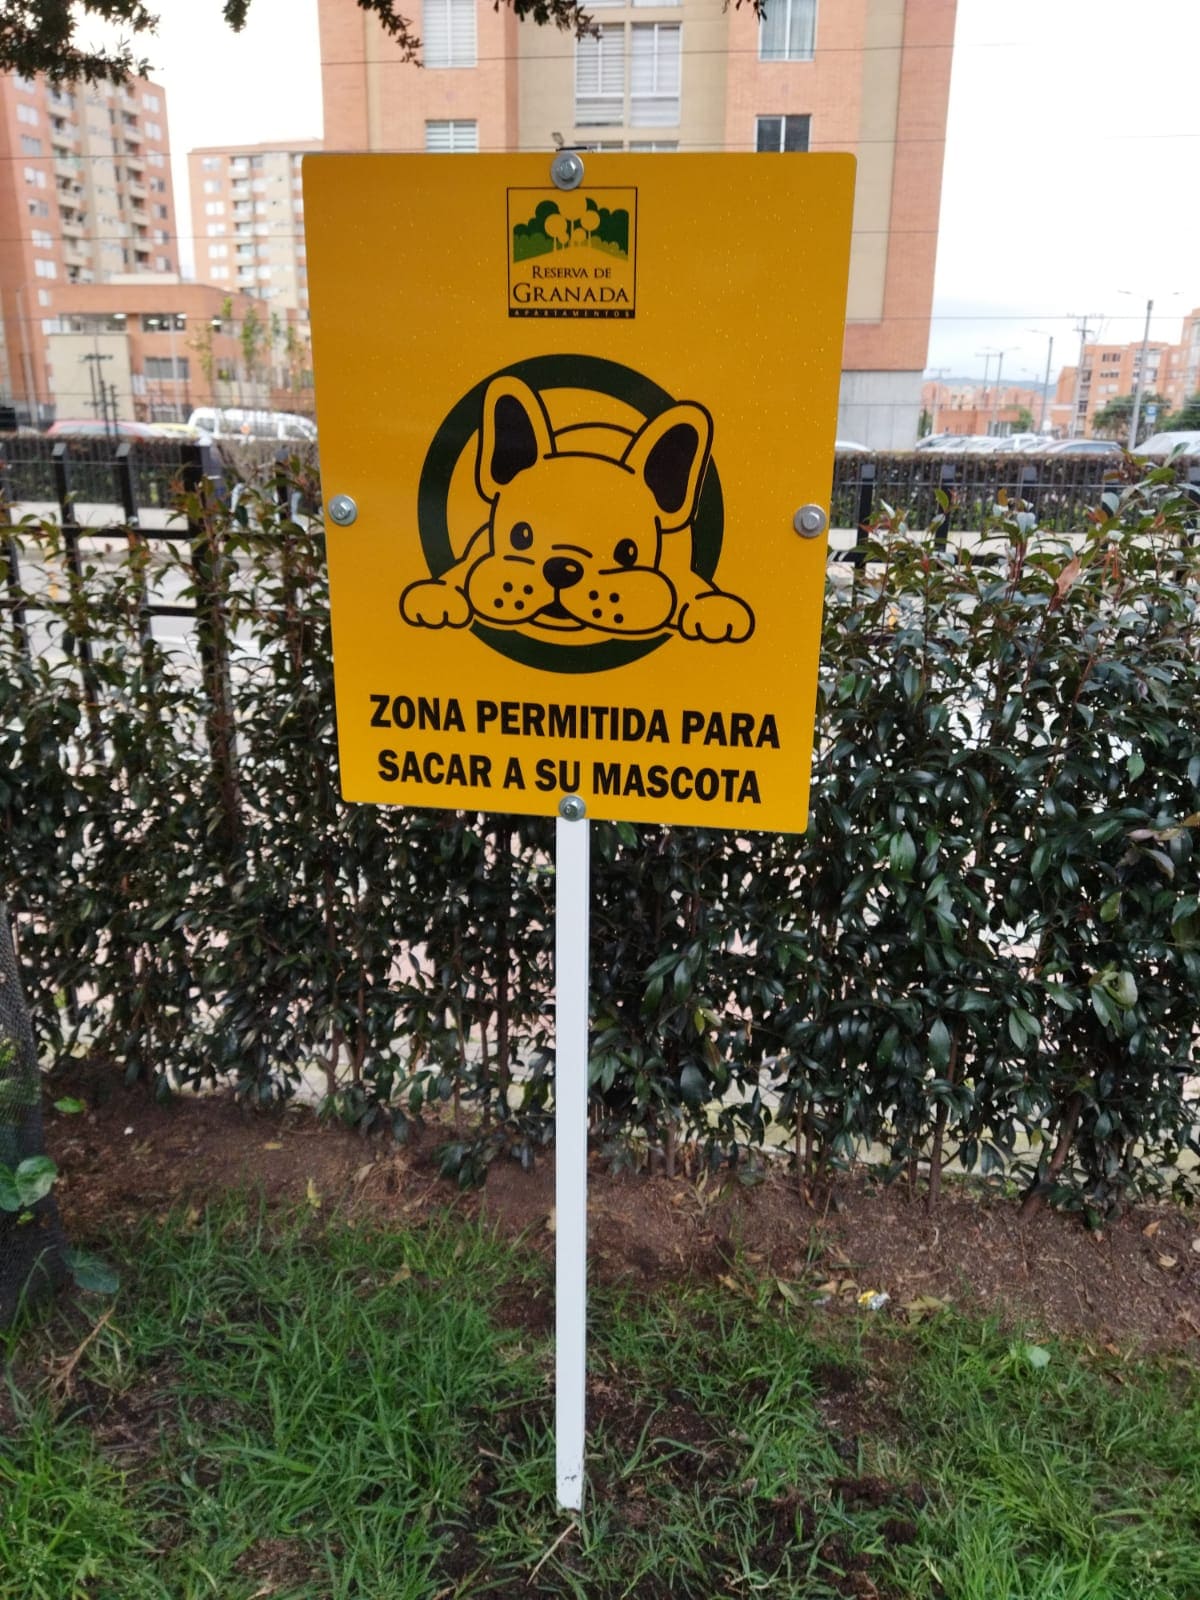 RESERVA DE
GRANADA
APARTAMENTOS
ZONA PERMITIDA PARA
SACAR A SU MASCOTA